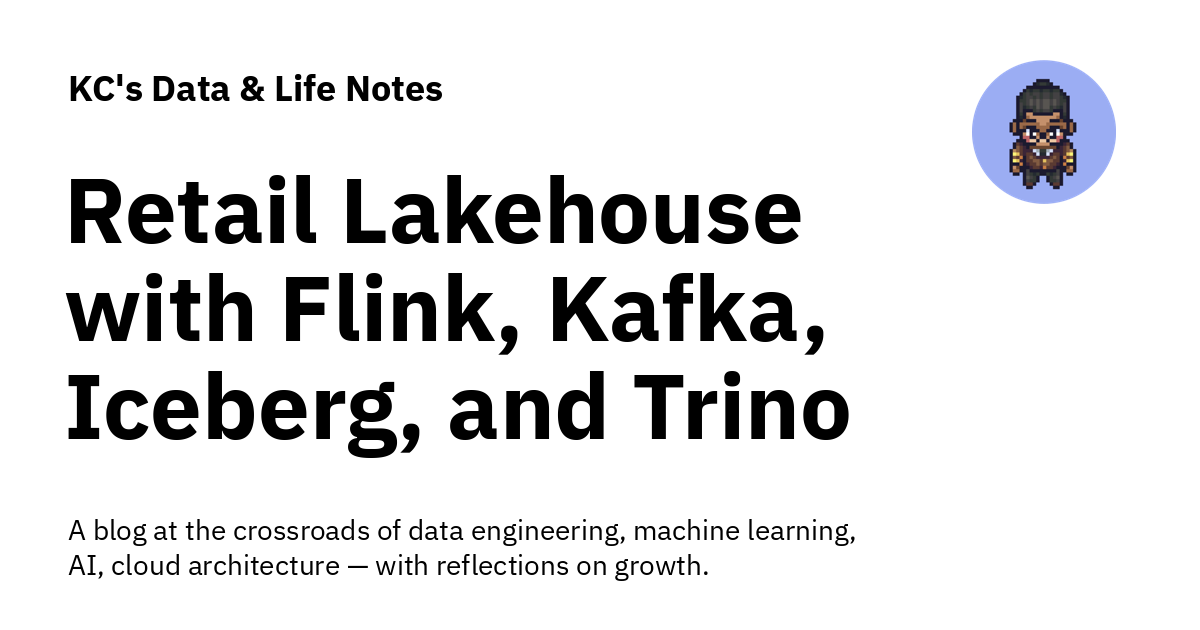 KC's Data & Life Notes
Retail Lakehouse
with Flink, Kafka,
Iceberg, and Trino
A blog at the crossroads of data engineering, machine learning,
AI, cloud architecture — with reflections on growth.